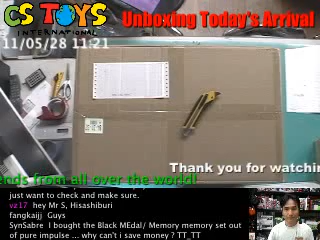 CS TOYS
INTERNATIONAL
Unboxing Today's Arrival
11/05/28 11:21
Thank you for watchin
ends from all over the world!
just want to check and make sure.
vz17 hey Mr S, Hisashiburi
fangkaijj Guys
SynSabre I bought the Black MEdal/ Memory memory set out
of pure impulse ... why can't i save money ? TT_TT